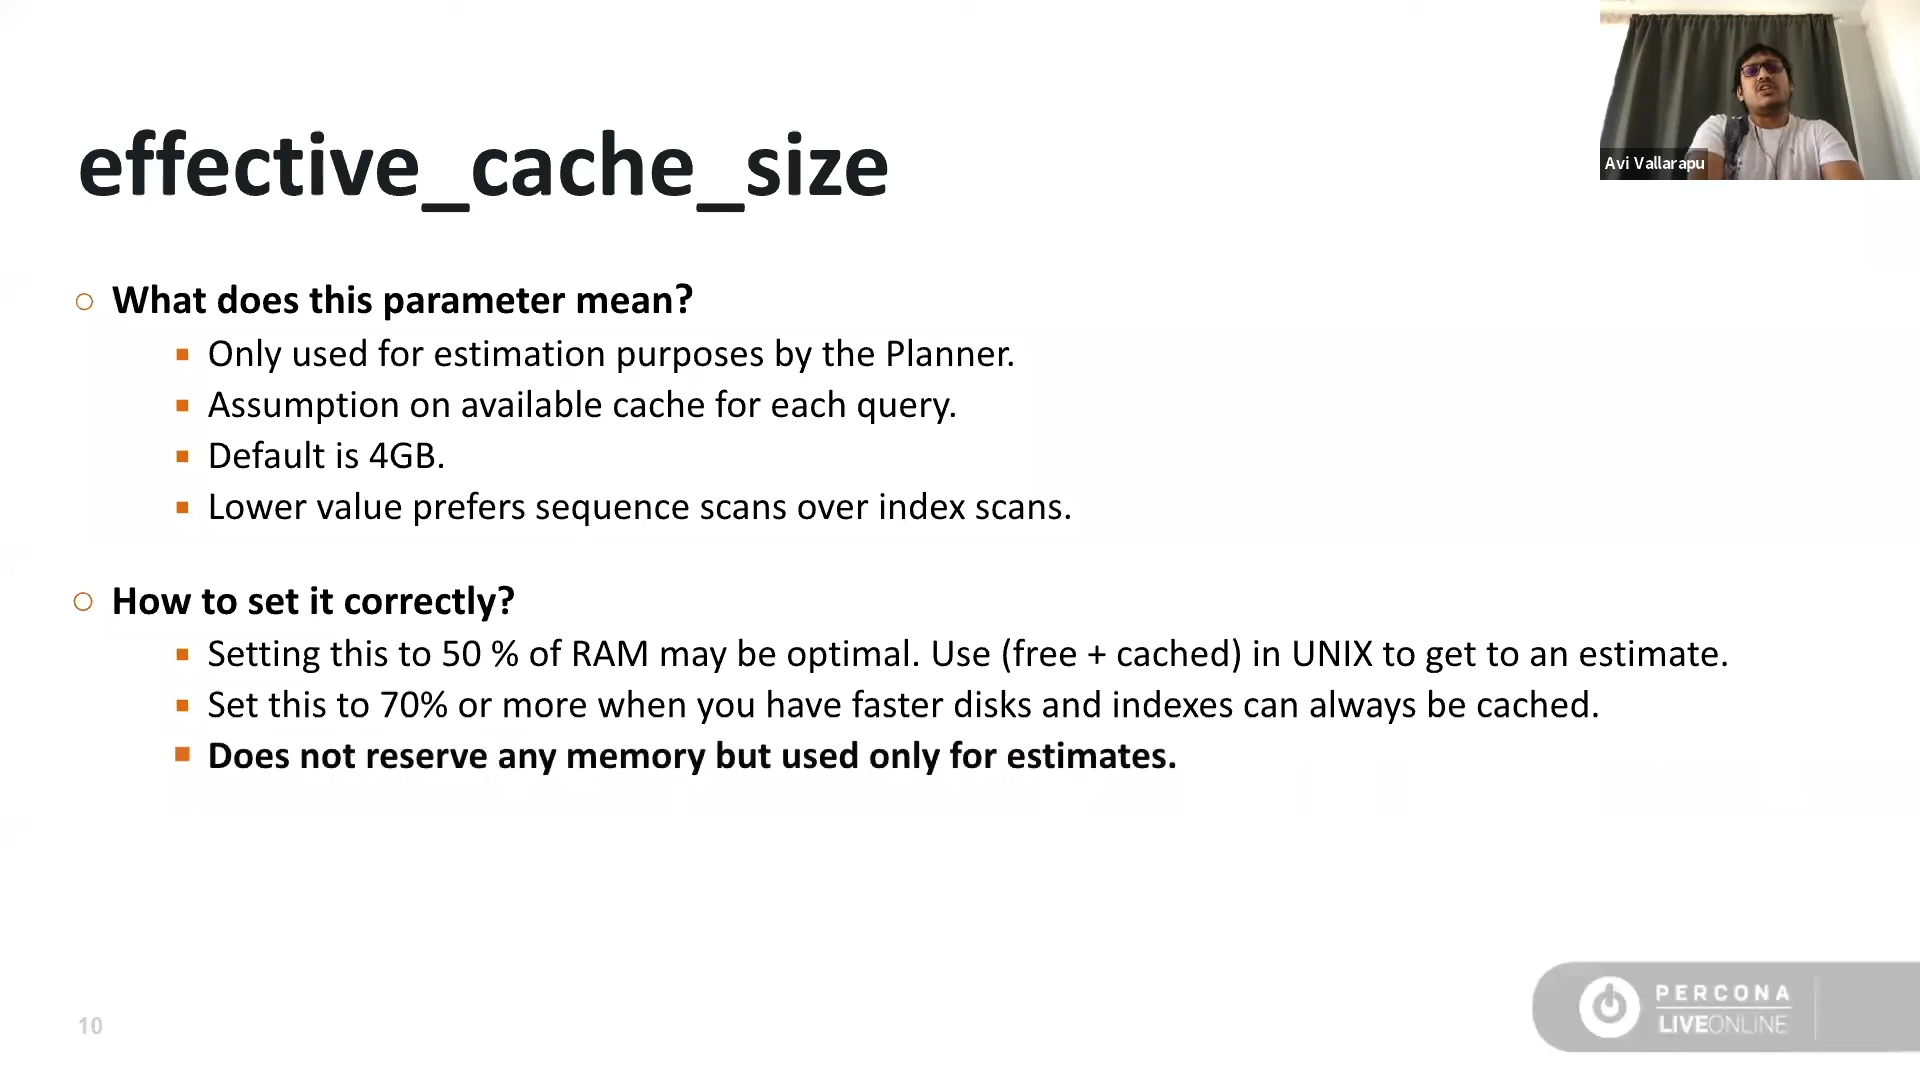 Avi Vallarapu
effective_cache_size
What does this parameter mean?
Only used for estimation purposes by the Planner.
Assumption on available cache for each query.
Default is 4GB.
Lower value prefers sequence scans over index scans.
How to set it correctly?
Setting this to 50 % of RAM may be optimal. Use (free + cached) in UNIX to get to an estimate.
Set this to 70% or more when you have faster disks and indexes can always be cached.
Does not reserve any memory but used only for estimates.
10
PERCONA
LIVEONLINE